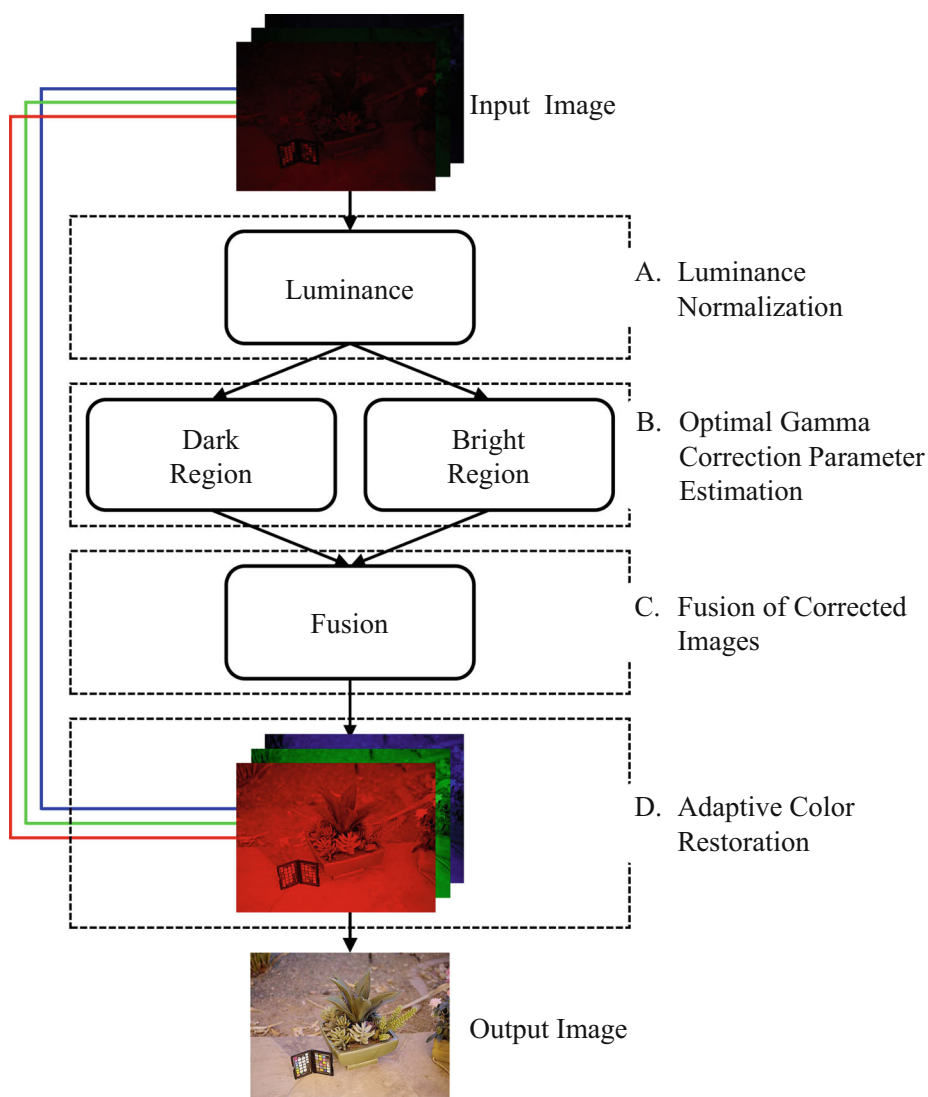 Input Image
Luminance
A. Luminance
Normalization
Dark
Region
Bright
Region
B. Optimal Gamma
Correction Parameter
Estimation
Fusion
C. Fusion of Corrected
Images
D. Adaptive Color
Restoration
Output Image